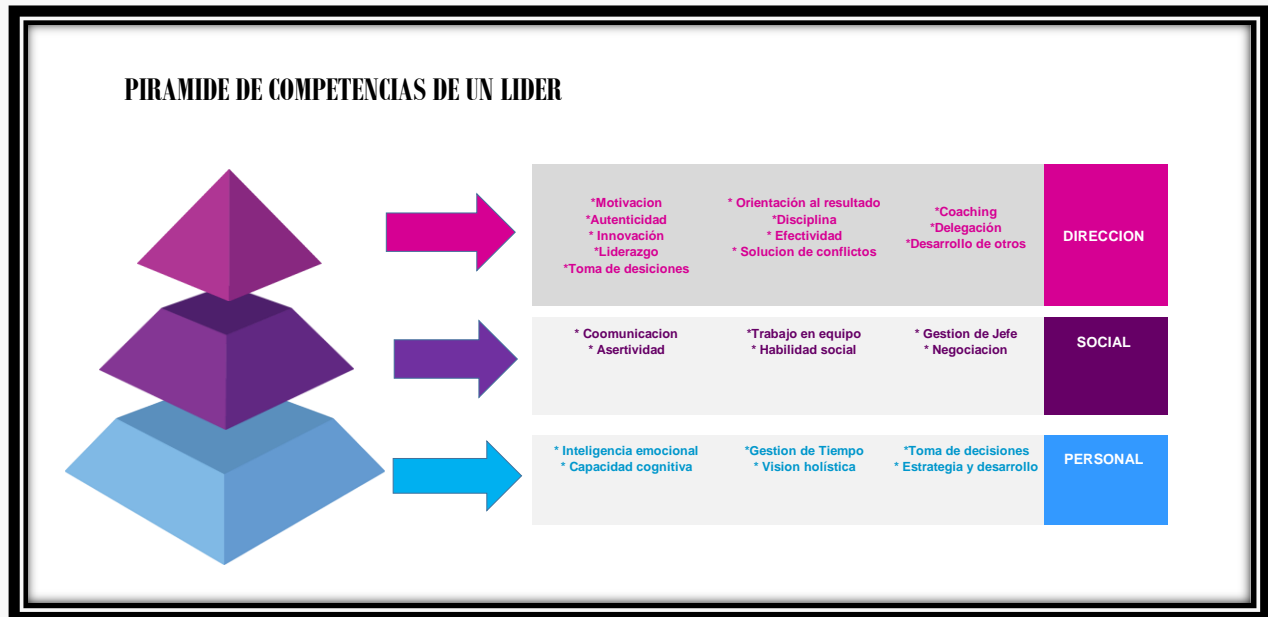 PIRAMIDE DE COMPETENCIAS DE UN LIDER
*Motivacion
*Autenticidad
* Innovación
*Liderazgo
*Toma de desiciones
* Orientación al resultado
*Disciplina
* Efectividad
* Solucion de conflictos
*Coaching
*Delegación
*Desarrollo de otros
DIRECCION
* Coomunicacion
* Asertividad
*Trabajo en equipo
* Habilidad social
* Gestion de Jefe
* Negociacion
SOCIAL
* Inteligencia emocional
* Capacidad cognitiva
*Gestion de Tiempo
* Vision holística
*Toma de decisiones
* Estrategia y desarrollo
PERSONAL